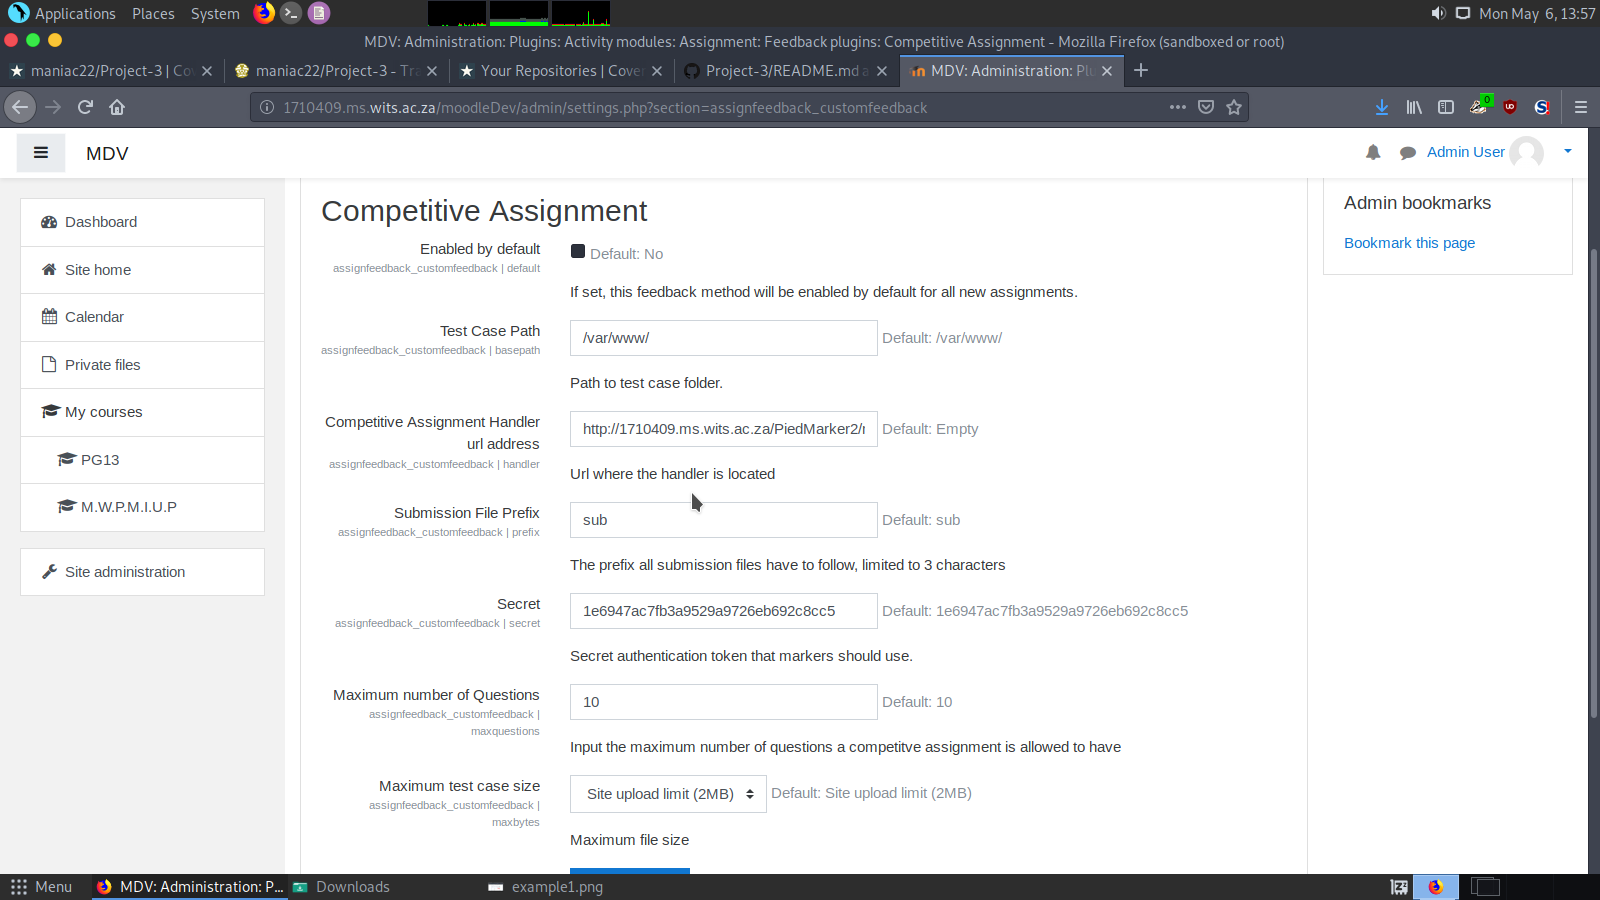 Applications Places System
Mon May 6, 13:57
MDV: Administration: Plugins: Activity modules: Assignment: Feedback plugins: Competitive Assignment - Mozilla Firefox (sandboxed or root)
maniac22/Project-3 | Co
maniac22/Project-3 - Tra
Your Repositories | Cover
Project-3/README.md a
MDV: Administration: Plu
1710409.ms.wits.ac.za/moodleDev/admin/settings.php?section=assignfeedback_customfeedback
0
MDV
Admin User
Dashboard
Site home
Calendar
Private files
My courses
PG13
M.W.P.M.I.U.P
Site administration
Competitive Assignment
Enabled by default
assignfeedback_customfeedback | default
Default: No
If set, this feedback method will be enabled by default for all new assignments.
Test Case Path
assignfeedback_customfeedback | basepath
/var/www/
Default: /var/www/
Path to test case folder.
Competitive Assignment Handler
url address
assignfeedback_customfeedback | handler
http://1710409.ms.wits.ac.za/PiedMarker2/
Default: Empty
Url where the handler is located
Submission File Prefix
assignfeedback_customfeedback | prefix
sub
Default: sub
The prefix all submission files have to follow, limited to 3 characters
Secret
assignfeedback_customfeedback | secret
1e6947ac7fb3a9529a9726eb692c8cc5
Default: 1e6947ac7fb3a9529a9726eb692c8cc5
Secret authentication token that markers should use.
Maximum number of Questions
assignfeedback_customfeedback |
maxquestions
10
Default: 10
Input the maximum number of questions a competitve assignment is allowed to have
Maximum test case size
assignfeedback_customfeedback |
maxbytes
Site upload limit (2MB)
Default: Site upload limit (2MB)
Maximum file size
Admin bookmarks
Bookmark this page
Menu
MDV: Administration: P...
Downloads
example1.png